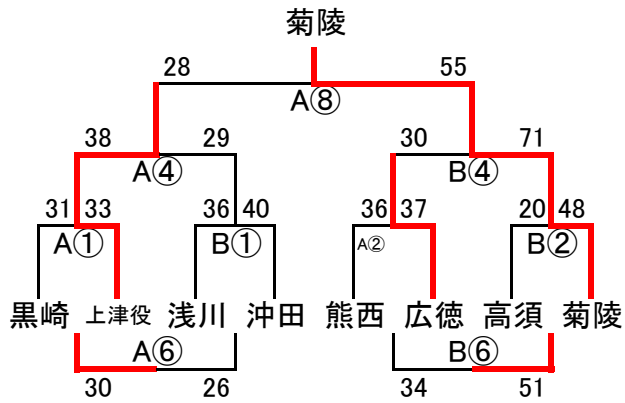 菊陵
28 55
A⑧
38 29 30 71
A④ B④
31 33 36 40 36 37 20 48
A① B① A② B②
黒崎 上津役 浅川 沖田 熊西 広徳 高須 菊陵
A⑥ B⑥
30 26 34 51